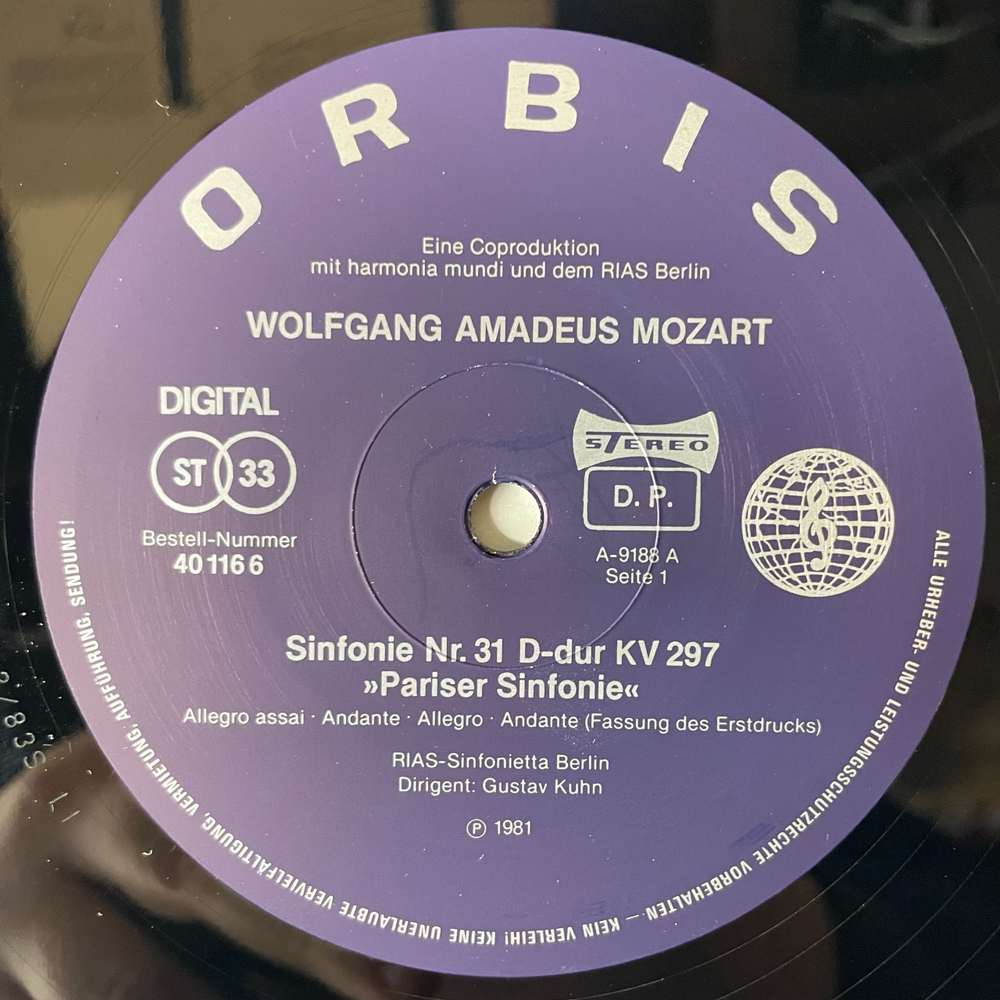 ORBIS
Eine Coproduktion
mit harmonia mundi und dem RIAS Berlin
WOLFGANG AMADEUS MOZART
DIGITAL
ST 33
Bestell-Nummer
40 116 6
STEREO
D. P.
A-9188 A
Seite 1
Sinfonie Nr. 31 D-dur KV 297
»Pariser Sinfonie«
Allegro assai · Andante · Allegro · Andante (Fassung des Erstdrucks)
RIAS-Sinfonietta Berlin
Dirigent: Gustav Kuhn
Ⓟ 1981
ALLE URHEBER- UND LEISTUNGSSCHUTZRECHTE VORBEHALTEN – KEIN VERLEIH! KEINE UNERLAUBTE VERVIELFÄLTIGUNG, VERMIETUNG, AUFFÜHRUNG, SENDUNG!